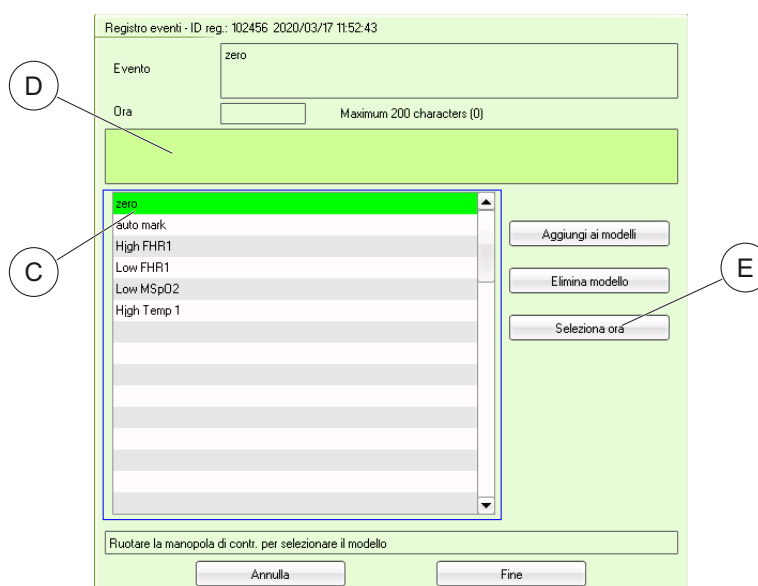 Registro eventi - ID reg.: 102456 2020/03/17 11:52:43
Evento
zero
D
Ora
Maximum 200 characters (0)
zero
auto mark
High FHR1
Low FHR1
Low MSpO2
High Temp 1
C
Aggiungi ai modelli
Elimina modello
Seleziona ora
E
Ruotare la manopola di contr. per selezionare il modello
Annulla
Fine